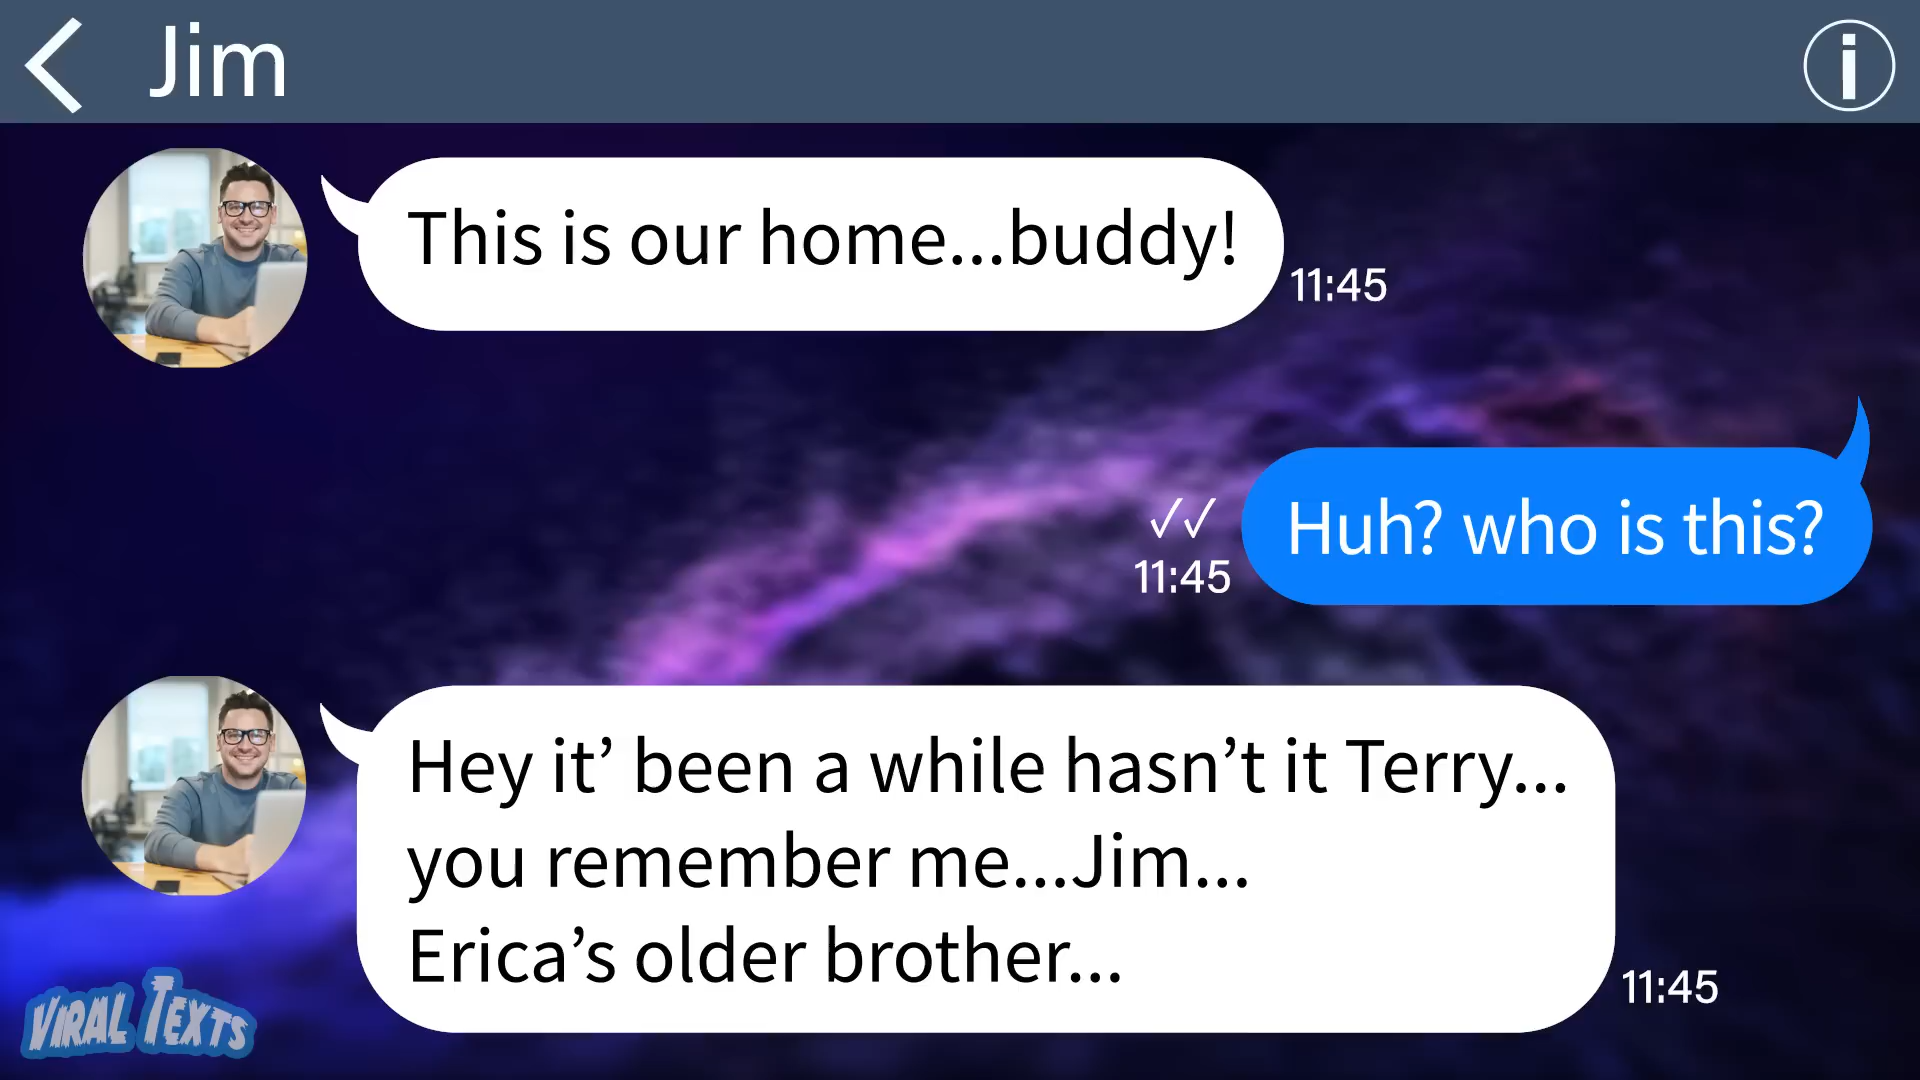 Jim
This is our home...buddy!
11:45
Huh? who is this?
11:45
Hey it’ been a while hasn’t it Terry...
you remember me...Jim...
Erica’s older brother...
11:45
VIRAL TEXTS